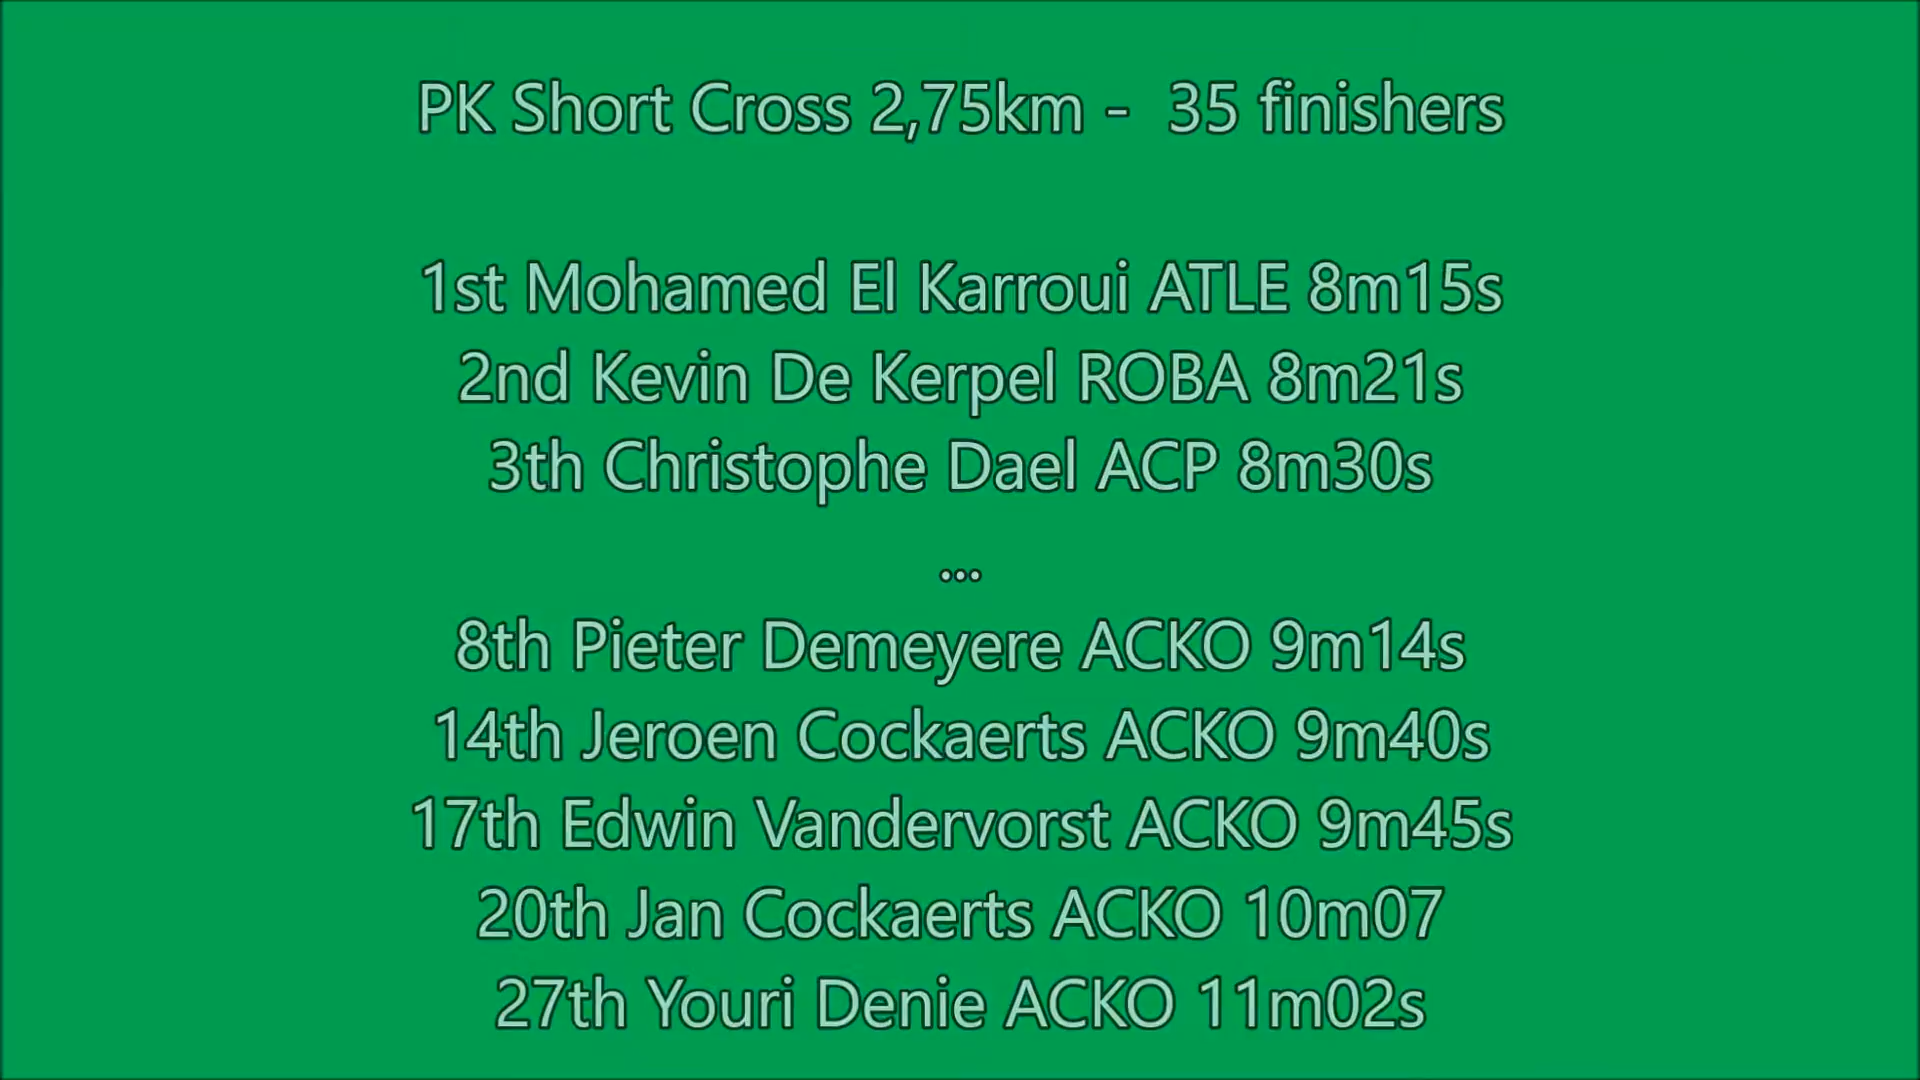 PK Short Cross 2,75km -  35 finishers
1st Mohamed El Karroui ATLE 8m15s
2nd Kevin De Kerpel ROBA 8m21s
3th Christophe Dael ACP 8m30s
...
8th Pieter Demeyere ACKO 9m14s
14th Jeroen Cockaerts ACKO 9m40s
17th Edwin Vandervorst ACKO 9m45s
20th Jan Cockaerts ACKO 10m07
27th Youri Denie ACKO 11m02s